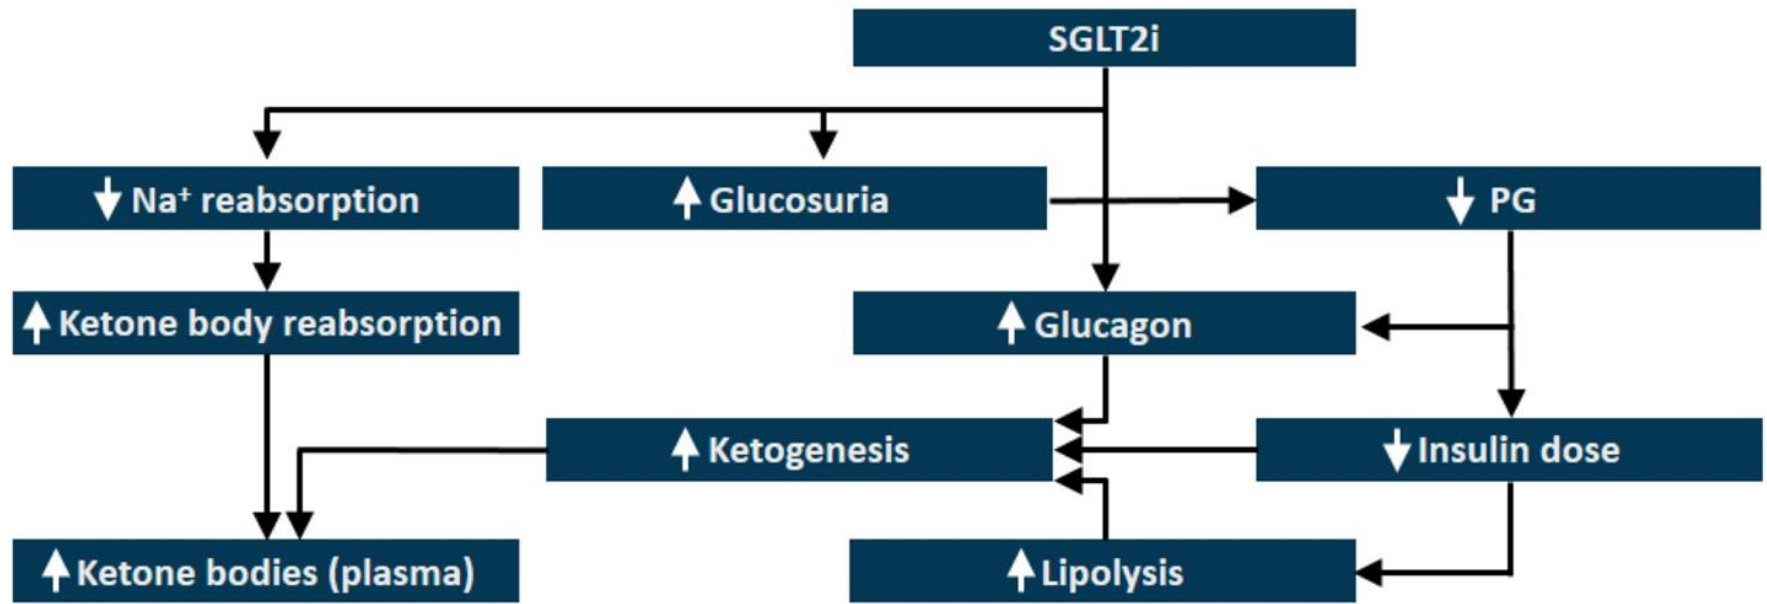 SGLT2i
↓ Na⁺ reabsorption
↑ Glucosuria
↓ PG
↑ Ketone body reabsorption
↑ Glucagon
↑ Ketogenesis
↓ Insulin dose
↑ Ketone bodies (plasma)
↑ Lipolysis